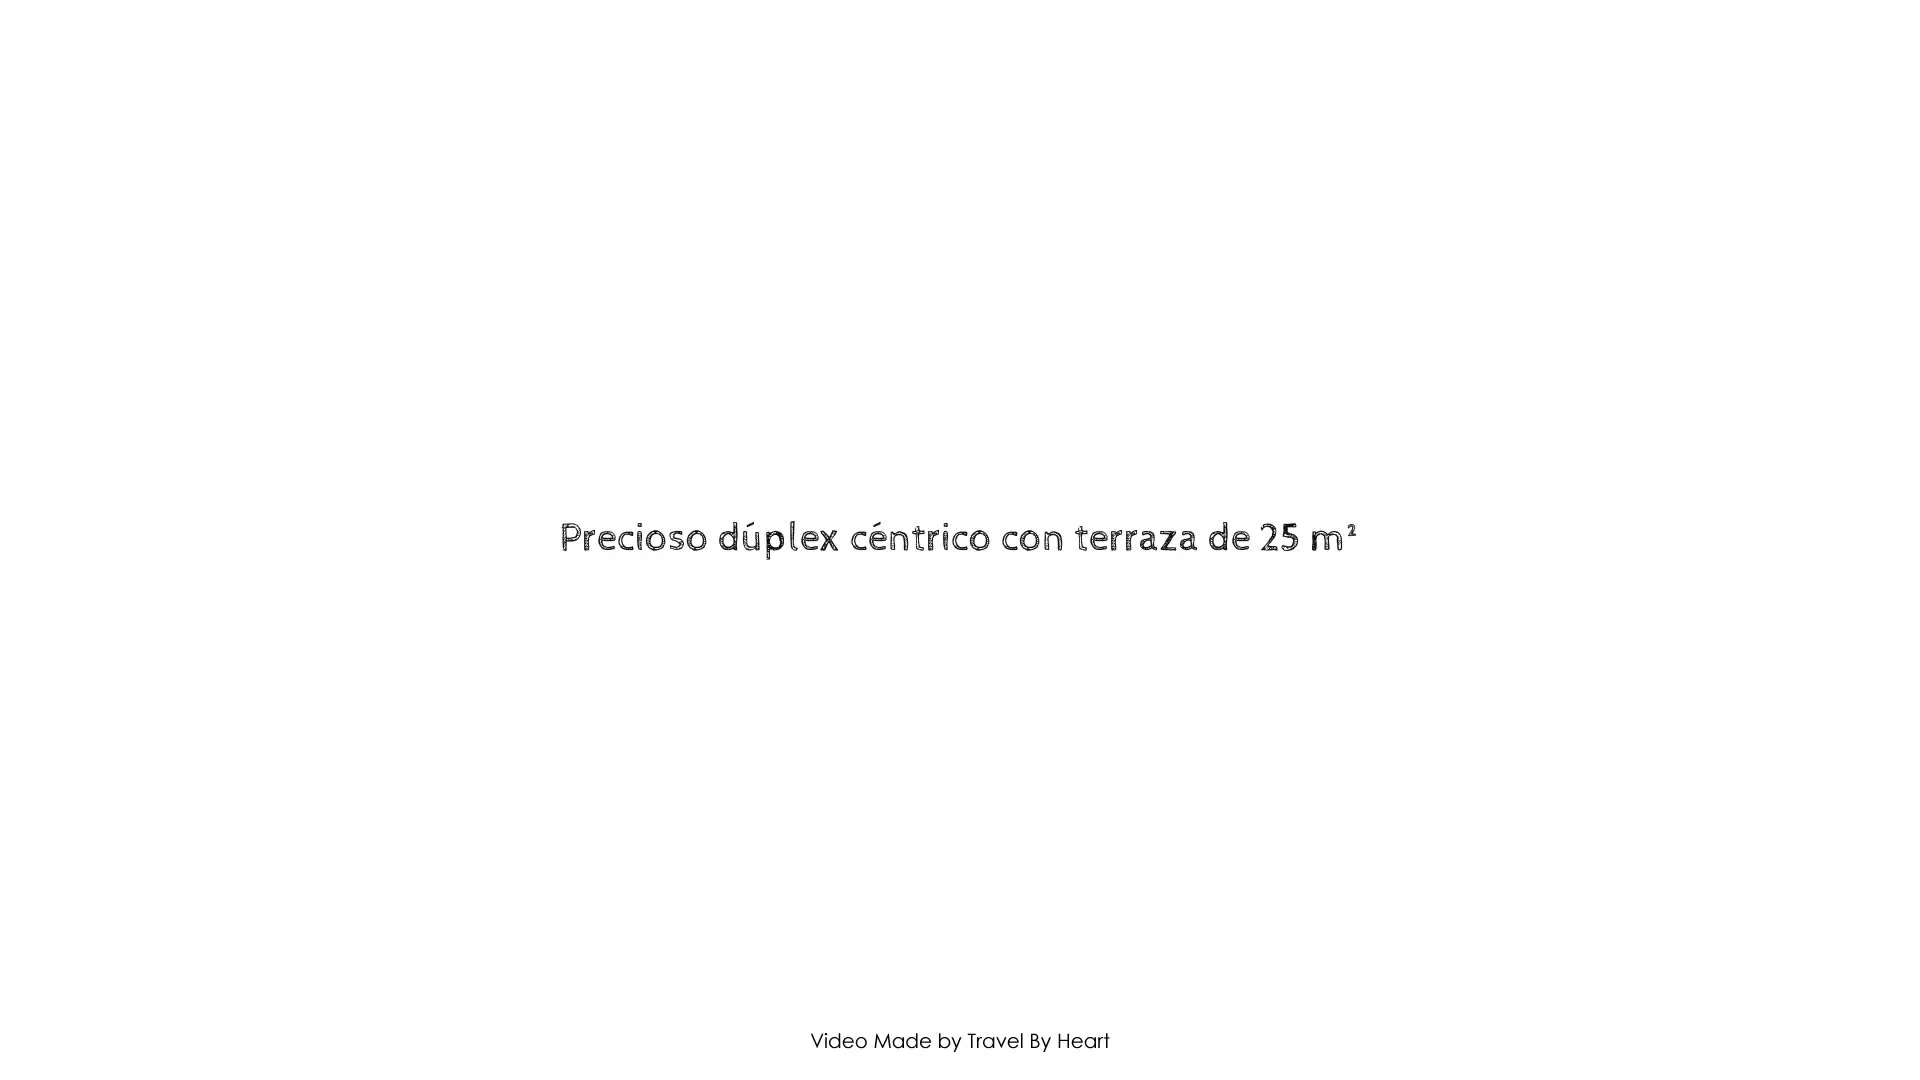 Precioso dúplex céntrico con terraza de 25 m²
Video Made by Travel By Heart